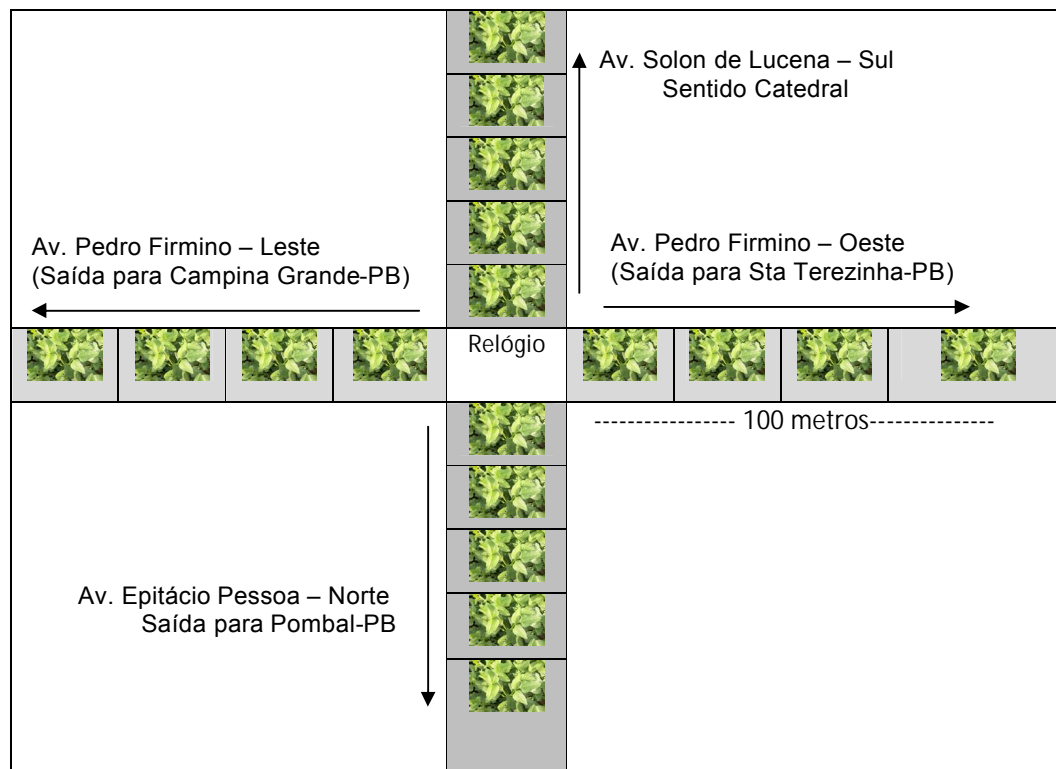 Av. Solon de Lucena – Sul
Sentido Catedral
Av. Pedro Firmino – Leste
(Saída para Campina Grande-PB)
Av. Pedro Firmino – Oeste
(Saída para Sta Terezinha-PB)
Relógio
----------------- 100 metros---------------
Av. Epitácio Pessoa – Norte
Saída para Pombal-PB